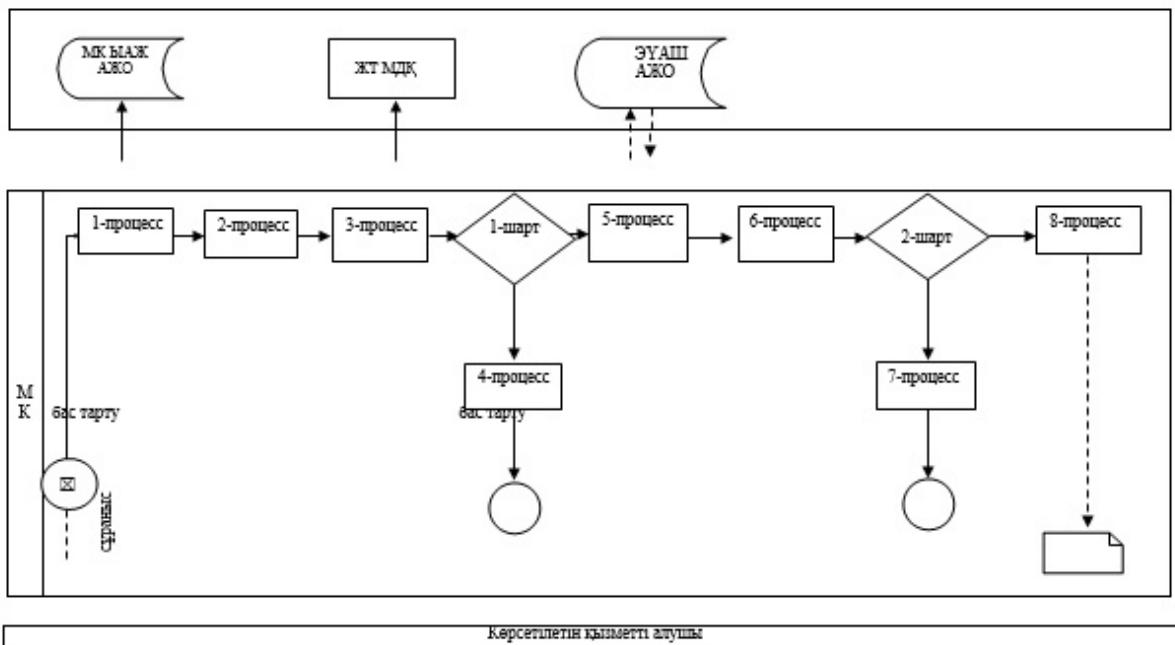 МК ЫАЖ
АЖО
ЖТ МДҚ
ЭҮАШ
АЖО
1-процесс
2-процесс
3-процесс
1-шарт
5-процесс
6-процесс
2-шарт
8-процесс
4-процесс
7-процесс
М
К
бас тарту
бас тарту
сұраныс
Көрсетілетін қызметті алушы